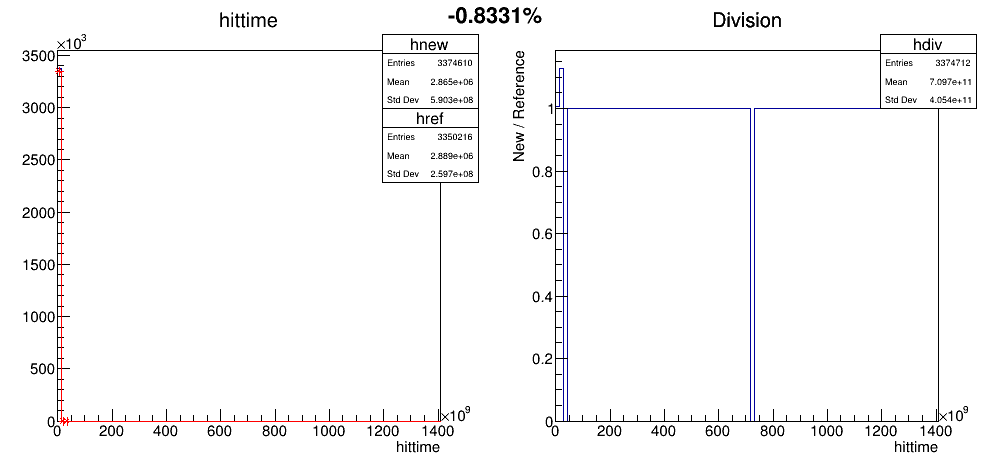 -0.8331%
hittime
×10³
3500
3000
2500
2000
1500
1000
500
0
0 200 400 600 800 1000 1200 1400
×10⁹
hittime
hnew
Entries 3374610
Mean 2.865e+06
Std Dev 5.903e+08
href
Entries 3350216
Mean 2.889e+06
Std Dev 2.597e+08
Division
New / Reference
1
0.8
0.6
0.4
0.2
0
0 200 400 600 800 1000 1200 1400
×10⁹
hittime
hdiv
Entries 3374712
Mean 7.097e+11
Std Dev 4.054e+11